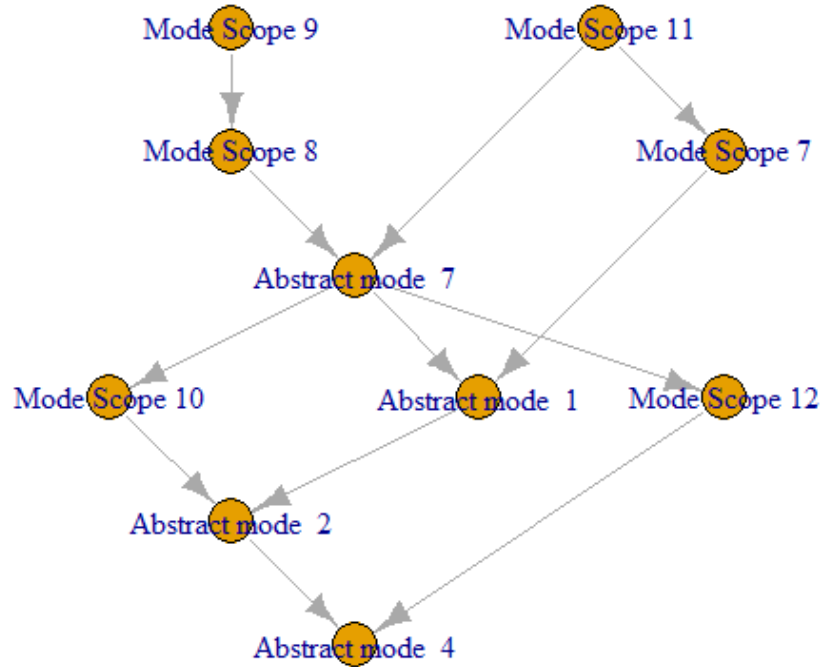 Mode Scope 9
Mode Scope 11
Mode Scope 8
Mode Scope 7
Abstract mode  7
Mode Scope 10
Abstract mode  1
Mode Scope 12
Abstract mode  2
Abstract mode  4